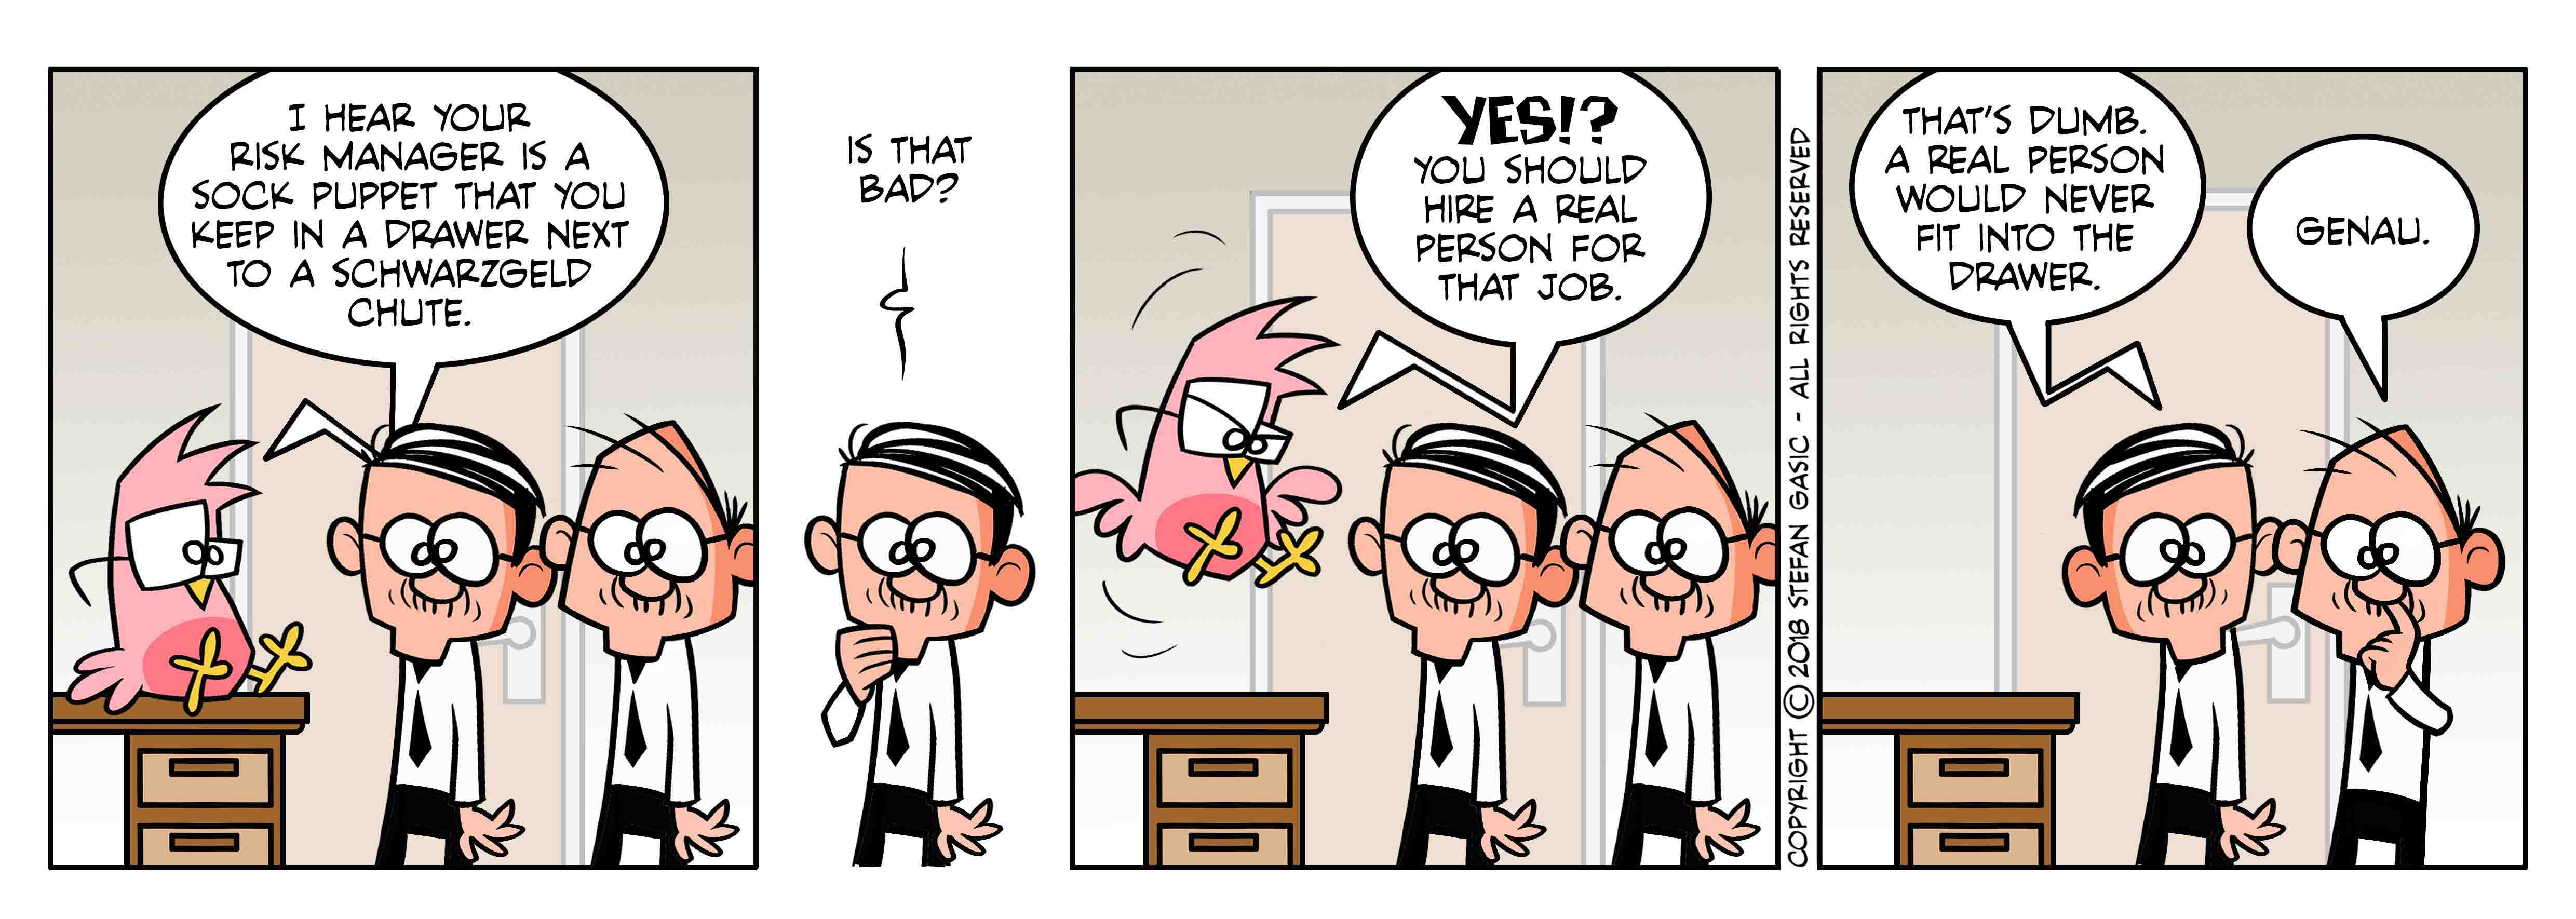 I HEAR YOUR
RISK MANAGER IS A
SOCK PUPPET THAT YOU
KEEP IN A DRAWER NEXT
TO A SCHWARZGELD
CHUTE.
IS THAT
BAD?
YES!?
YOU SHOULD
HIRE A REAL
PERSON FOR
THAT JOB.
COPYRIGHT © 2018 STEFAN GASIC - ALL RIGHTS RESERVED
THAT'S DUMB.
A REAL PERSON
WOULD NEVER
FIT INTO THE
DRAWER.
GENAU.